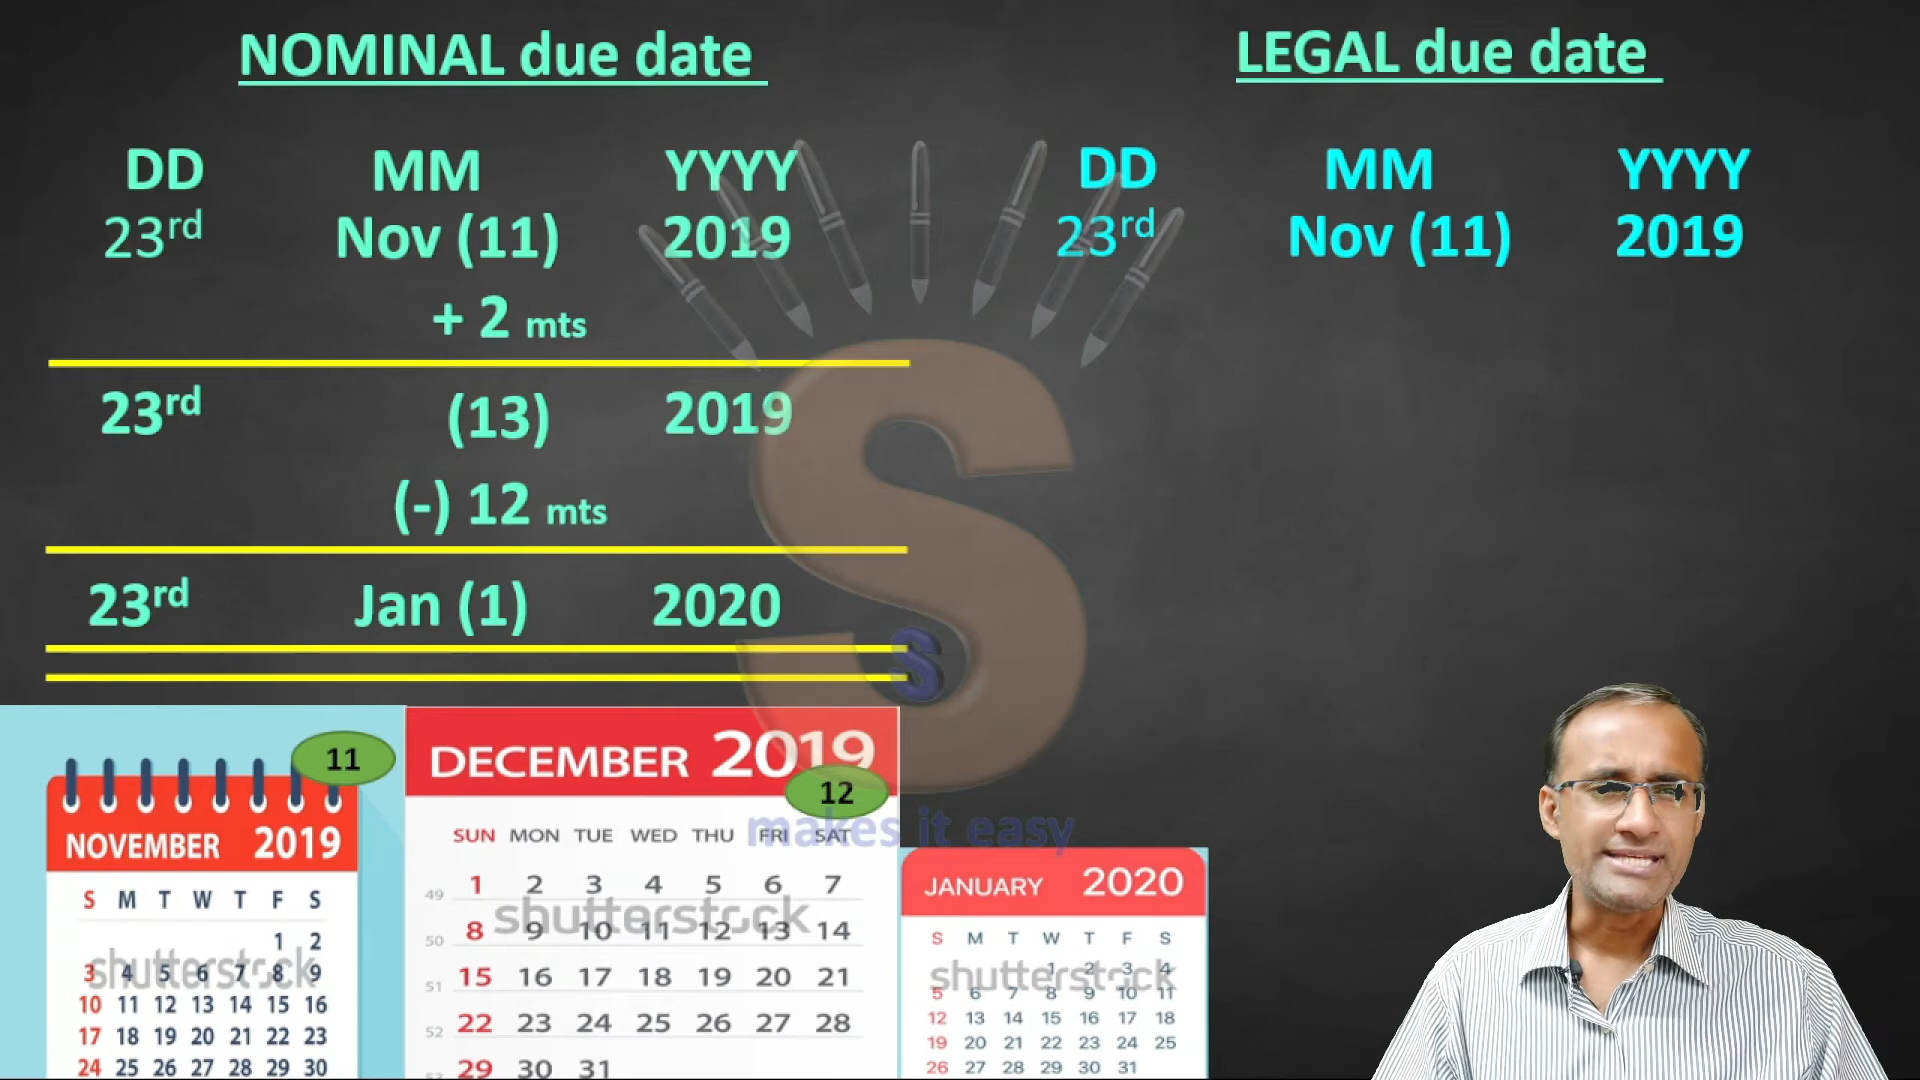 NOMINAL due date
DD MM YYYY
23rd Nov (11) 2019
+ 2 mts
23rd (13) 2019
(-) 12 mts
23rd Jan (1) 2020
LEGAL due date
DD MM YYYY
23rd Nov (11) 2019
S
S
makes it easy
11
NOVEMBER 2019
S M T W T F S
1 2
3 4 5 6 7 8 9
10 11 12 13 14 15 16
17 18 19 20 21 22 23
24 25 26 27 28 29 30
shutterstock
DECEMBER 2019
12
SUN MON TUE WED THU FRI SAT
49 1 2 3 4 5 6 7
50 8 9 10 11 12 13 14
51 15 16 17 18 19 20 21
52 22 23 24 25 26 27 28
29 30 31
shutterstock
JANUARY 2020
S M T W T F S
1 2 3 4
5 6 7 8 9 10 11
12 13 14 15 16 17 18
19 20 21 22 23 24 25
26 27 28 29 30 31
shutterstock